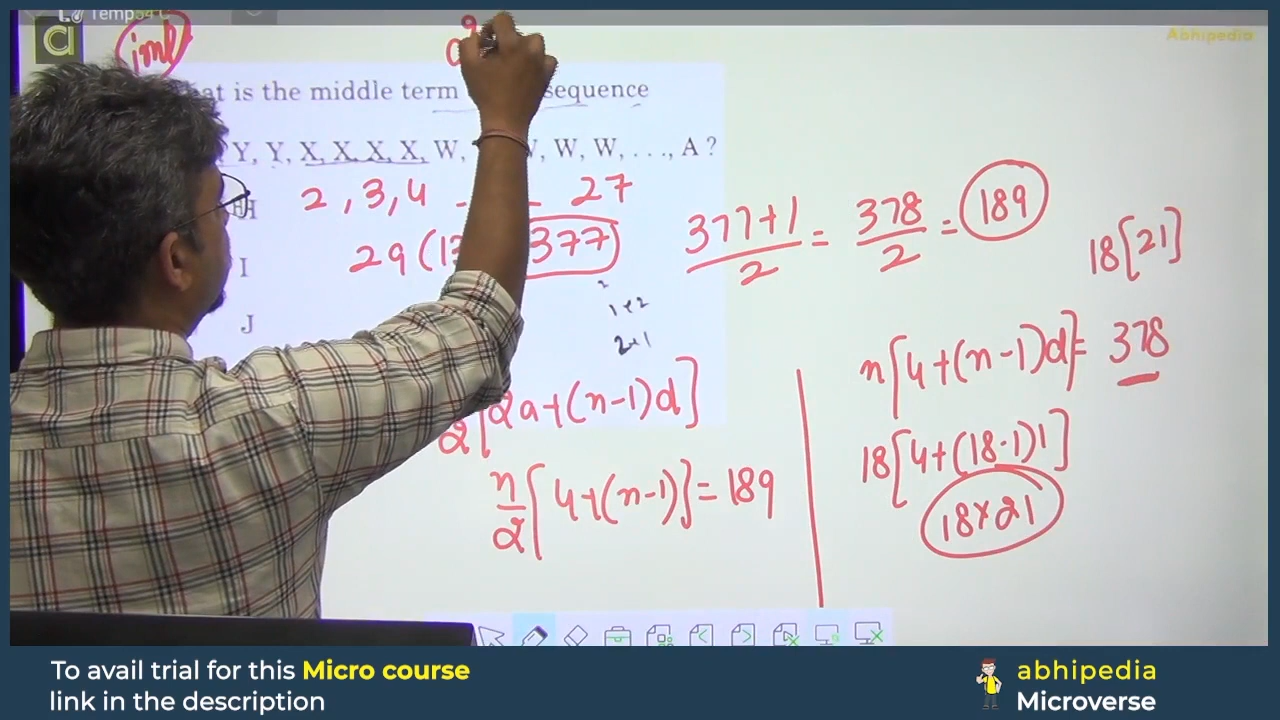 Temp54 C
Abhipedia
a
imp
at is the middle term sequence
Y, Y, X, X, X, X, W, W, W, . . ., A ?
H
2, 3, 4 - - 27
29 (13 377
377+1/2 = 378/2 = 189
18[21]
I
1+2
2+1
J
n[4+(n-1)d] = 378
2[2a+(n-1)d]
18[4+(18-1)1]
n/2[4+(n-1)] = 189
18×21
To avail trial for this Micro course
link in the description
abhipedia
Microverse